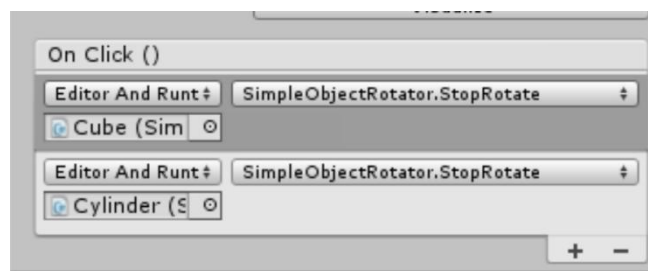 On Click ()
Editor And Runt SimpleObjectRotator.StopRotate
Cube (Sim
Editor And Runt SimpleObjectRotator.StopRotate
Cylinder (S
+ −